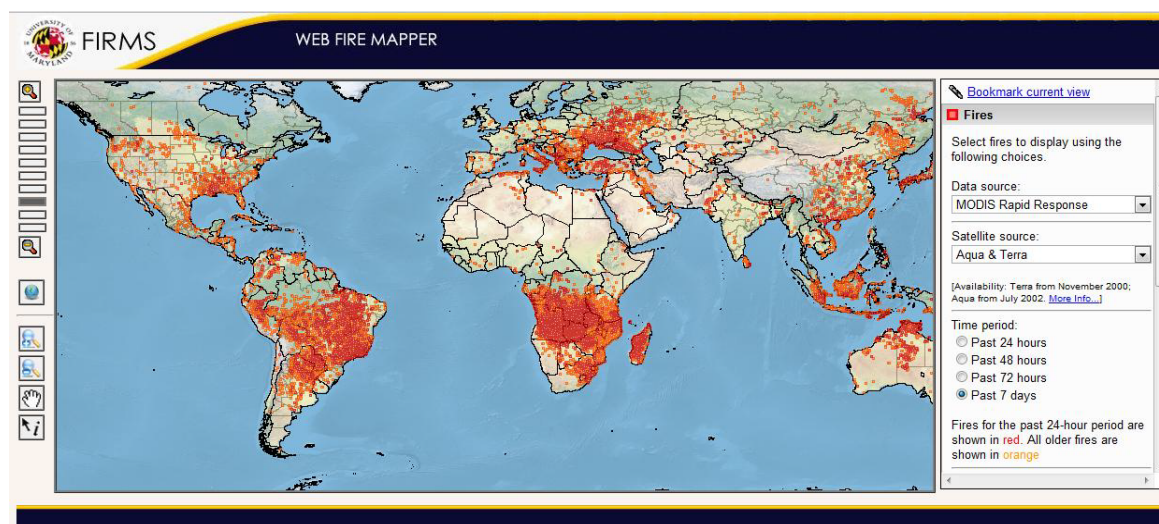 UNIVERSITY OF
MARYLAND
FIRMS
WEB FIRE MAPPER
Bookmark current view
Fires
Select fires to display using the
following choices.
Data source:
MODIS Rapid Response
Satellite source:
Aqua & Terra
[Availability: Terra from November 2000;
Aqua from July 2002. More Info...]
Time period:
Past 24 hours
Past 48 hours
Past 72 hours
Past 7 days
Fires for the past 24-hour period are
shown in red. All older fires are
shown in orange
i